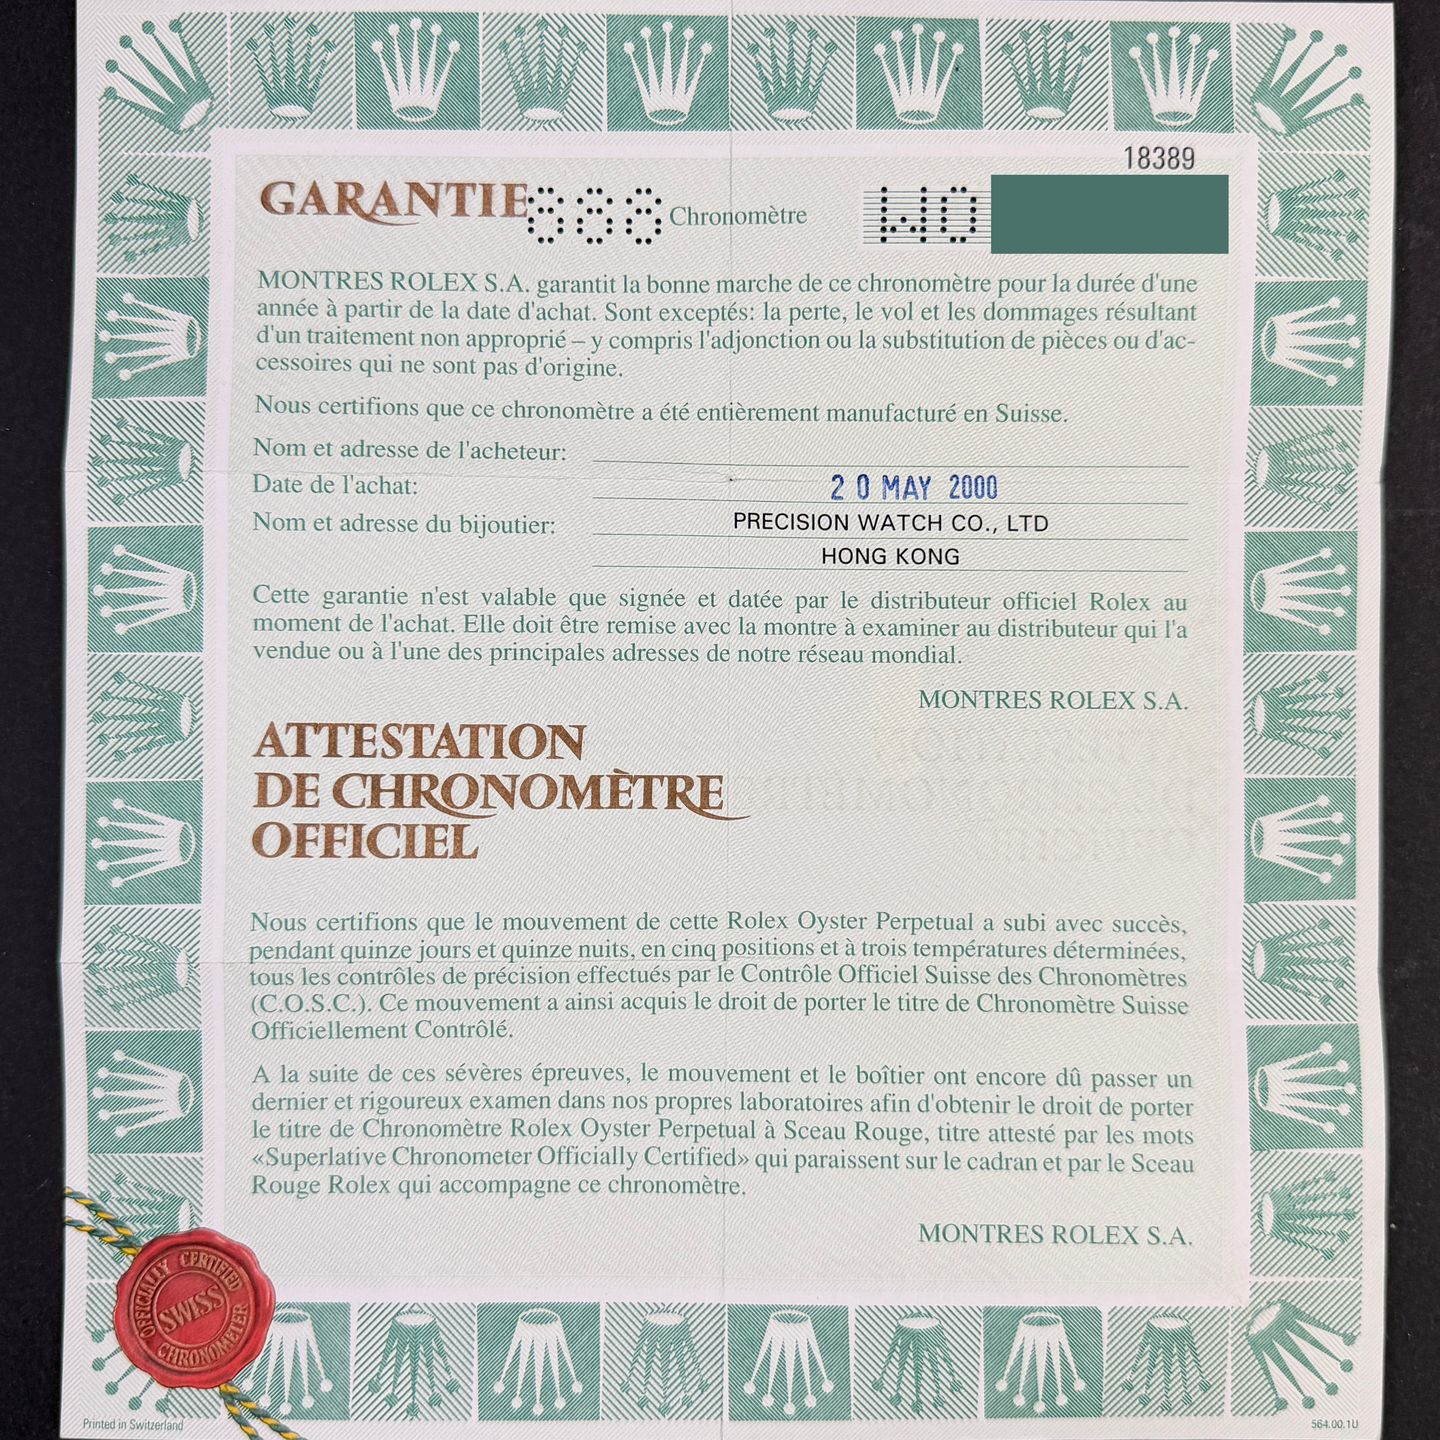 18389
GARANTIE 888 Chronomètre W0
MONTRES ROLEX S.A. garantit la bonne marche de ce chronomètre pour la durée d'une
année à partir de la date d'achat. Sont exceptés: la perte, le vol et les dommages résultant
d'un traitement non approprié – y compris l'adjonction ou la substitution de pièces ou d'ac-
cessoires qui ne sont pas d'origine.
Nous certifions que ce chronomètre a été entièrement manufacturé en Suisse.
Nom et adresse de l'acheteur:
Date de l'achat: 20 MAY 2000
Nom et adresse du bijoutier: PRECISION WATCH CO., LTD
HONG KONG
Cette garantie n'est valable que signée et datée par le distributeur officiel Rolex au
moment de l'achat. Elle doit être remise avec la montre à examiner au distributeur qui l'a
vendue ou à l'une des principales adresses de notre réseau mondial.
MONTRES ROLEX S.A.
ATTESTATION
DE CHRONOMÈTRE
OFFICIEL
Nous certifions que le mouvement de cette Rolex Oyster Perpetual a subi avec succès,
pendant quinze jours et quinze nuits, en cinq positions et à trois températures déterminées,
tous les contrôles de précision effectués par le Contrôle Officiel Suisse des Chronomètres
(C.O.S.C.). Ce mouvement a ainsi acquis le droit de porter le titre de Chronomètre Suisse
Officiellement Contrôlé.
A la suite de ces sévères épreuves, le mouvement et le boîtier ont encore dû passer un
dernier et rigoureux examen dans nos propres laboratoires afin d'obtenir le droit de porter
le titre de Chronomètre Rolex Oyster Perpetual à Sceau Rouge, titre attesté par les mots
«Superlative Chronometer Officially Certified» qui paraissent sur le cadran et par le Sceau
Rouge Rolex qui accompagne ce chronomètre.
MONTRES ROLEX S.A.
OFFICIALLY CERTIFIED
SWISS
CHRONOMETER
Printed in Switzerland
564.00.1U